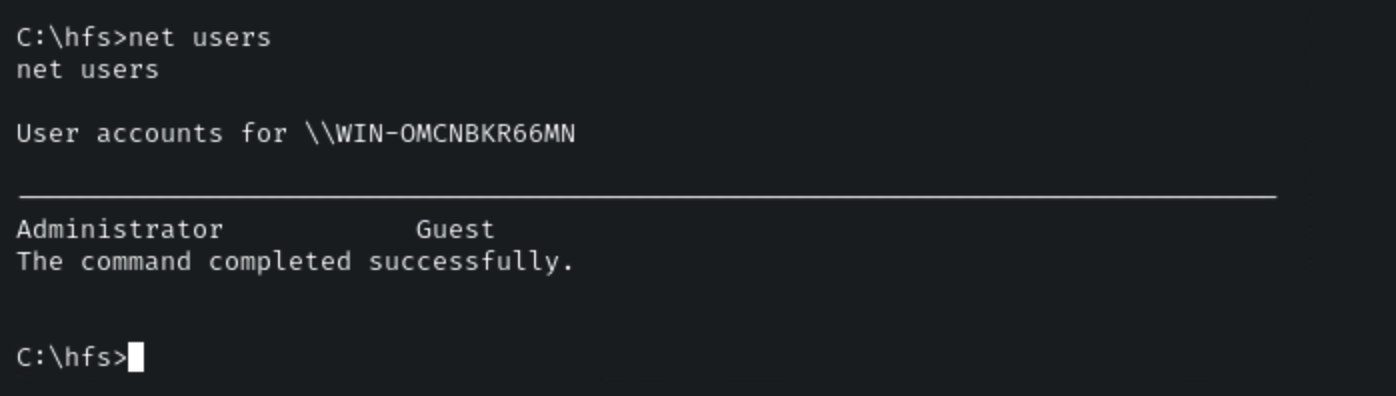 C:\hfs>net users
net users
User accounts for \\WIN-OMCNBKR66MN
Administrator            Guest
The command completed successfully.
C:\hfs>